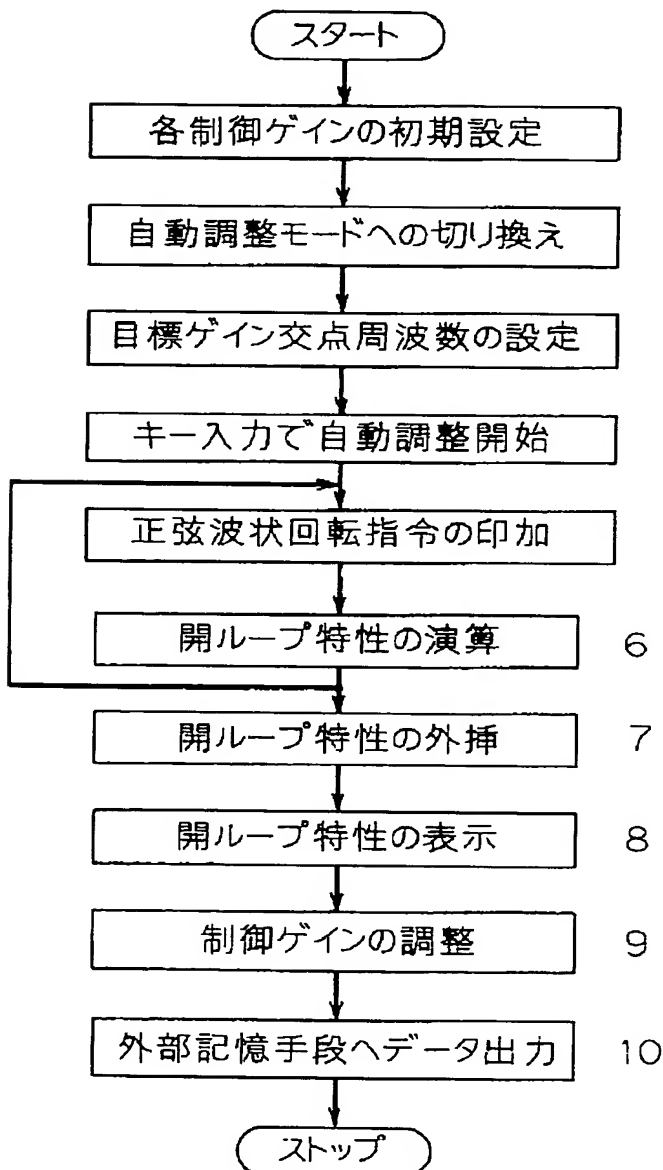 スタート
各制御ゲインの初期設定
自動調整モードへの切り換え
目標ゲイン交点周波数の設定
キー入力で自動調整開始
正弦波状回転指令の印加
開ループ特性の演算 6
開ループ特性の外挿 7
開ループ特性の表示 8
制御ゲインの調整 9
外部記憶手段へデータ出力 10
ストップ